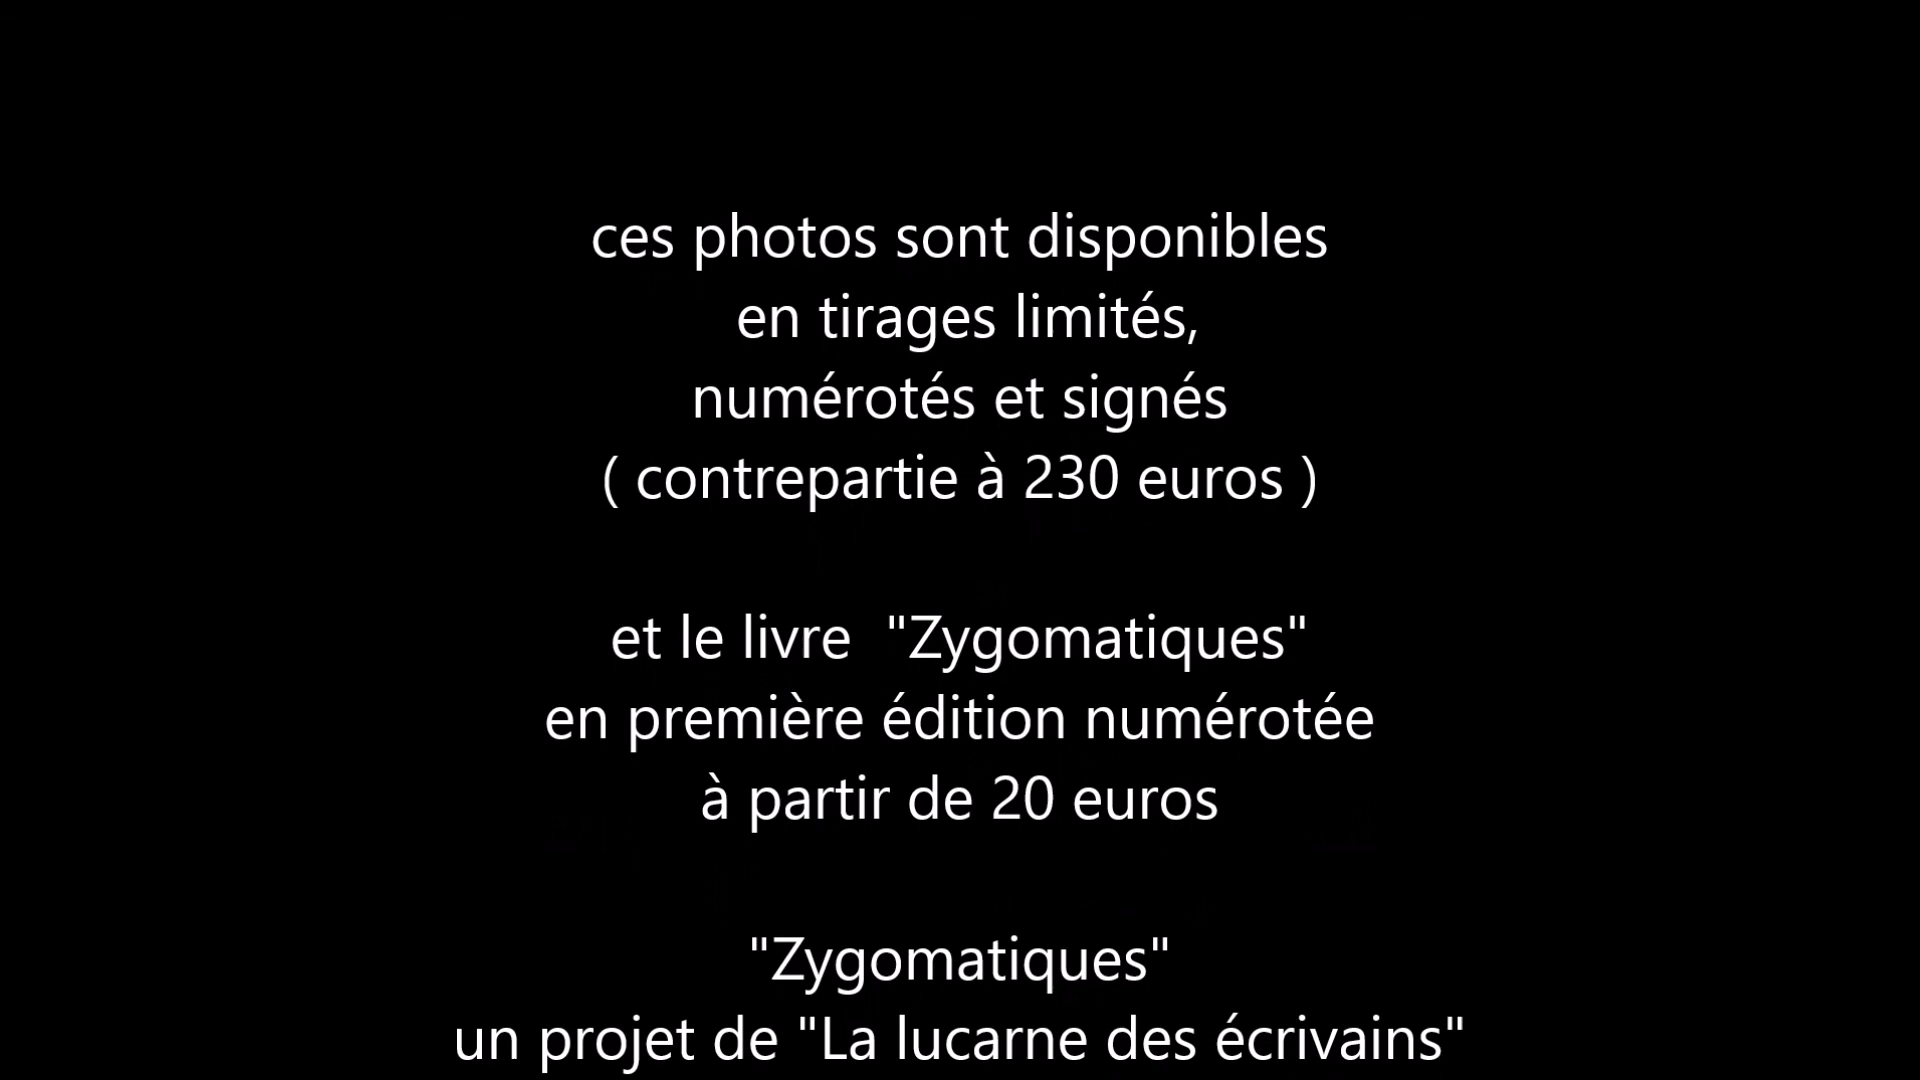 ces photos sont disponibles
en tirages limités,
numérotés et signés
( contrepartie à 230 euros )
et le livre  "Zygomatiques"
en première édition numérotée
à partir de 20 euros
"Zygomatiques"
un projet de "La lucarne des écrivains"